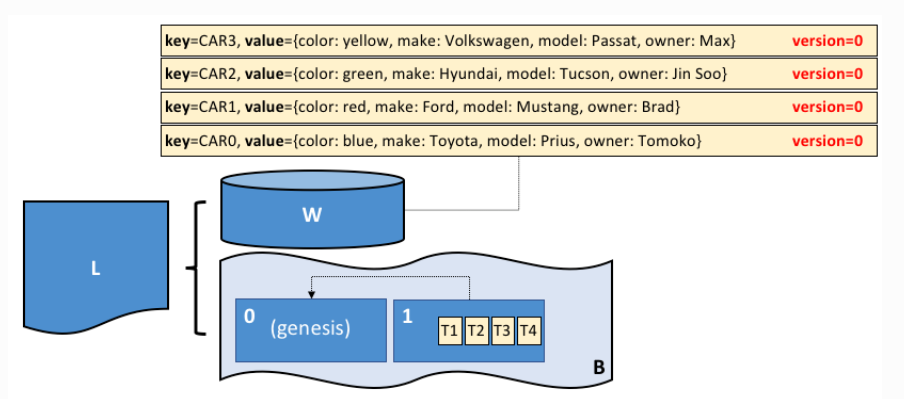 key=CAR3, value={color: yellow, make: Volkswagen, model: Passat, owner: Max} version=0
key=CAR2, value={color: green, make: Hyundai, model: Tucson, owner: Jin Soo} version=0
key=CAR1, value={color: red, make: Ford, model: Mustang, owner: Brad} version=0
key=CAR0, value={color: blue, make: Toyota, model: Prius, owner: Tomoko} version=0
W
L
0 (genesis)
1 T1 T2 T3 T4
B